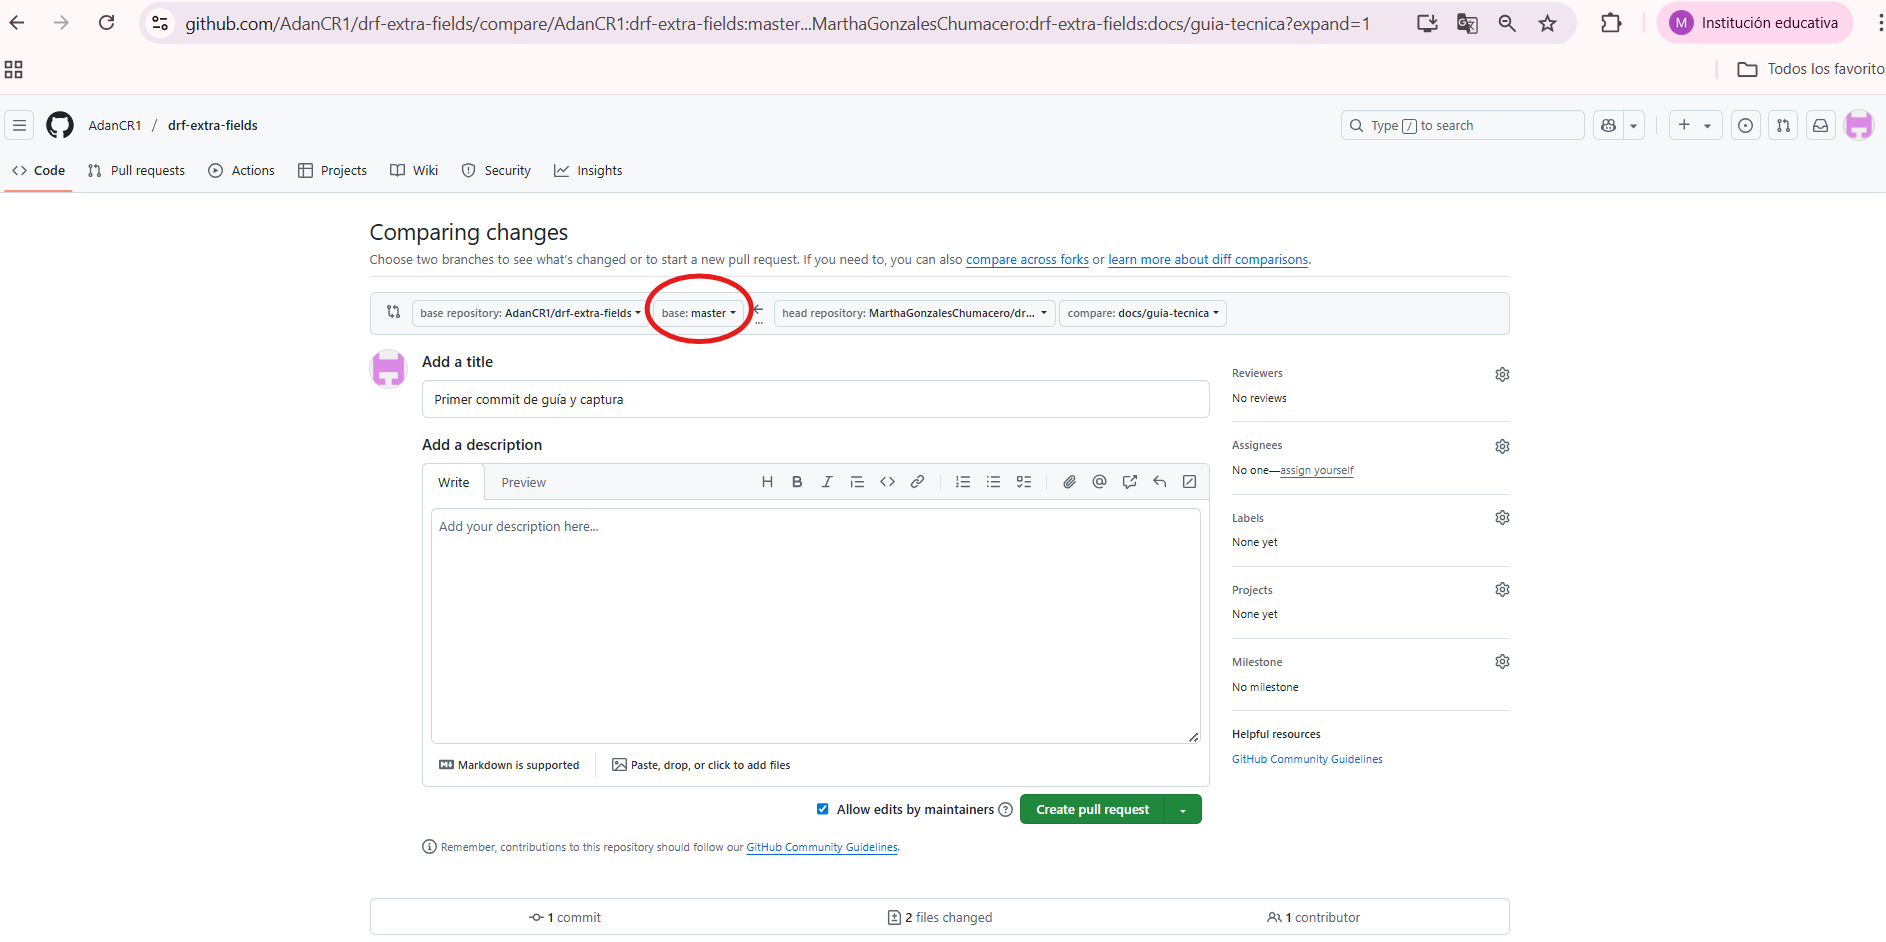 github.com/AdanCR1/drf-extra-fields/compare/AdanCR1:drf-extra-fields:master...MarthaGonzalesChumacero:drf-extra-fields:docs/guia-tecnica?expand=1
M Institución educativa
Todos los favorito
AdanCR1 / drf-extra-fields
Type / to search
Code Pull requests Actions Projects Wiki Security Insights
Comparing changes
Choose two branches to see what's changed or to start a new pull request. If you need to, you can also compare across forks or learn more about diff comparisons.
base repository: AdanCR1/drf-extra-fields base: master ... head repository: MarthaGonzalesChumacero/dr... compare: docs/guia-tecnica
Add a title
Primer commit de guía y captura
Add a description
Write Preview
Add your description here...
Markdown is supported
Paste, drop, or click to add files
Allow edits by maintainers
Create pull request
Remember, contributions to this repository should follow our GitHub Community Guidelines.
Reviewers
No reviews
Assignees
No one—assign yourself
Labels
None yet
Projects
None yet
Milestone
No milestone
Helpful resources
GitHub Community Guidelines
1 commit
2 files changed
1 contributor